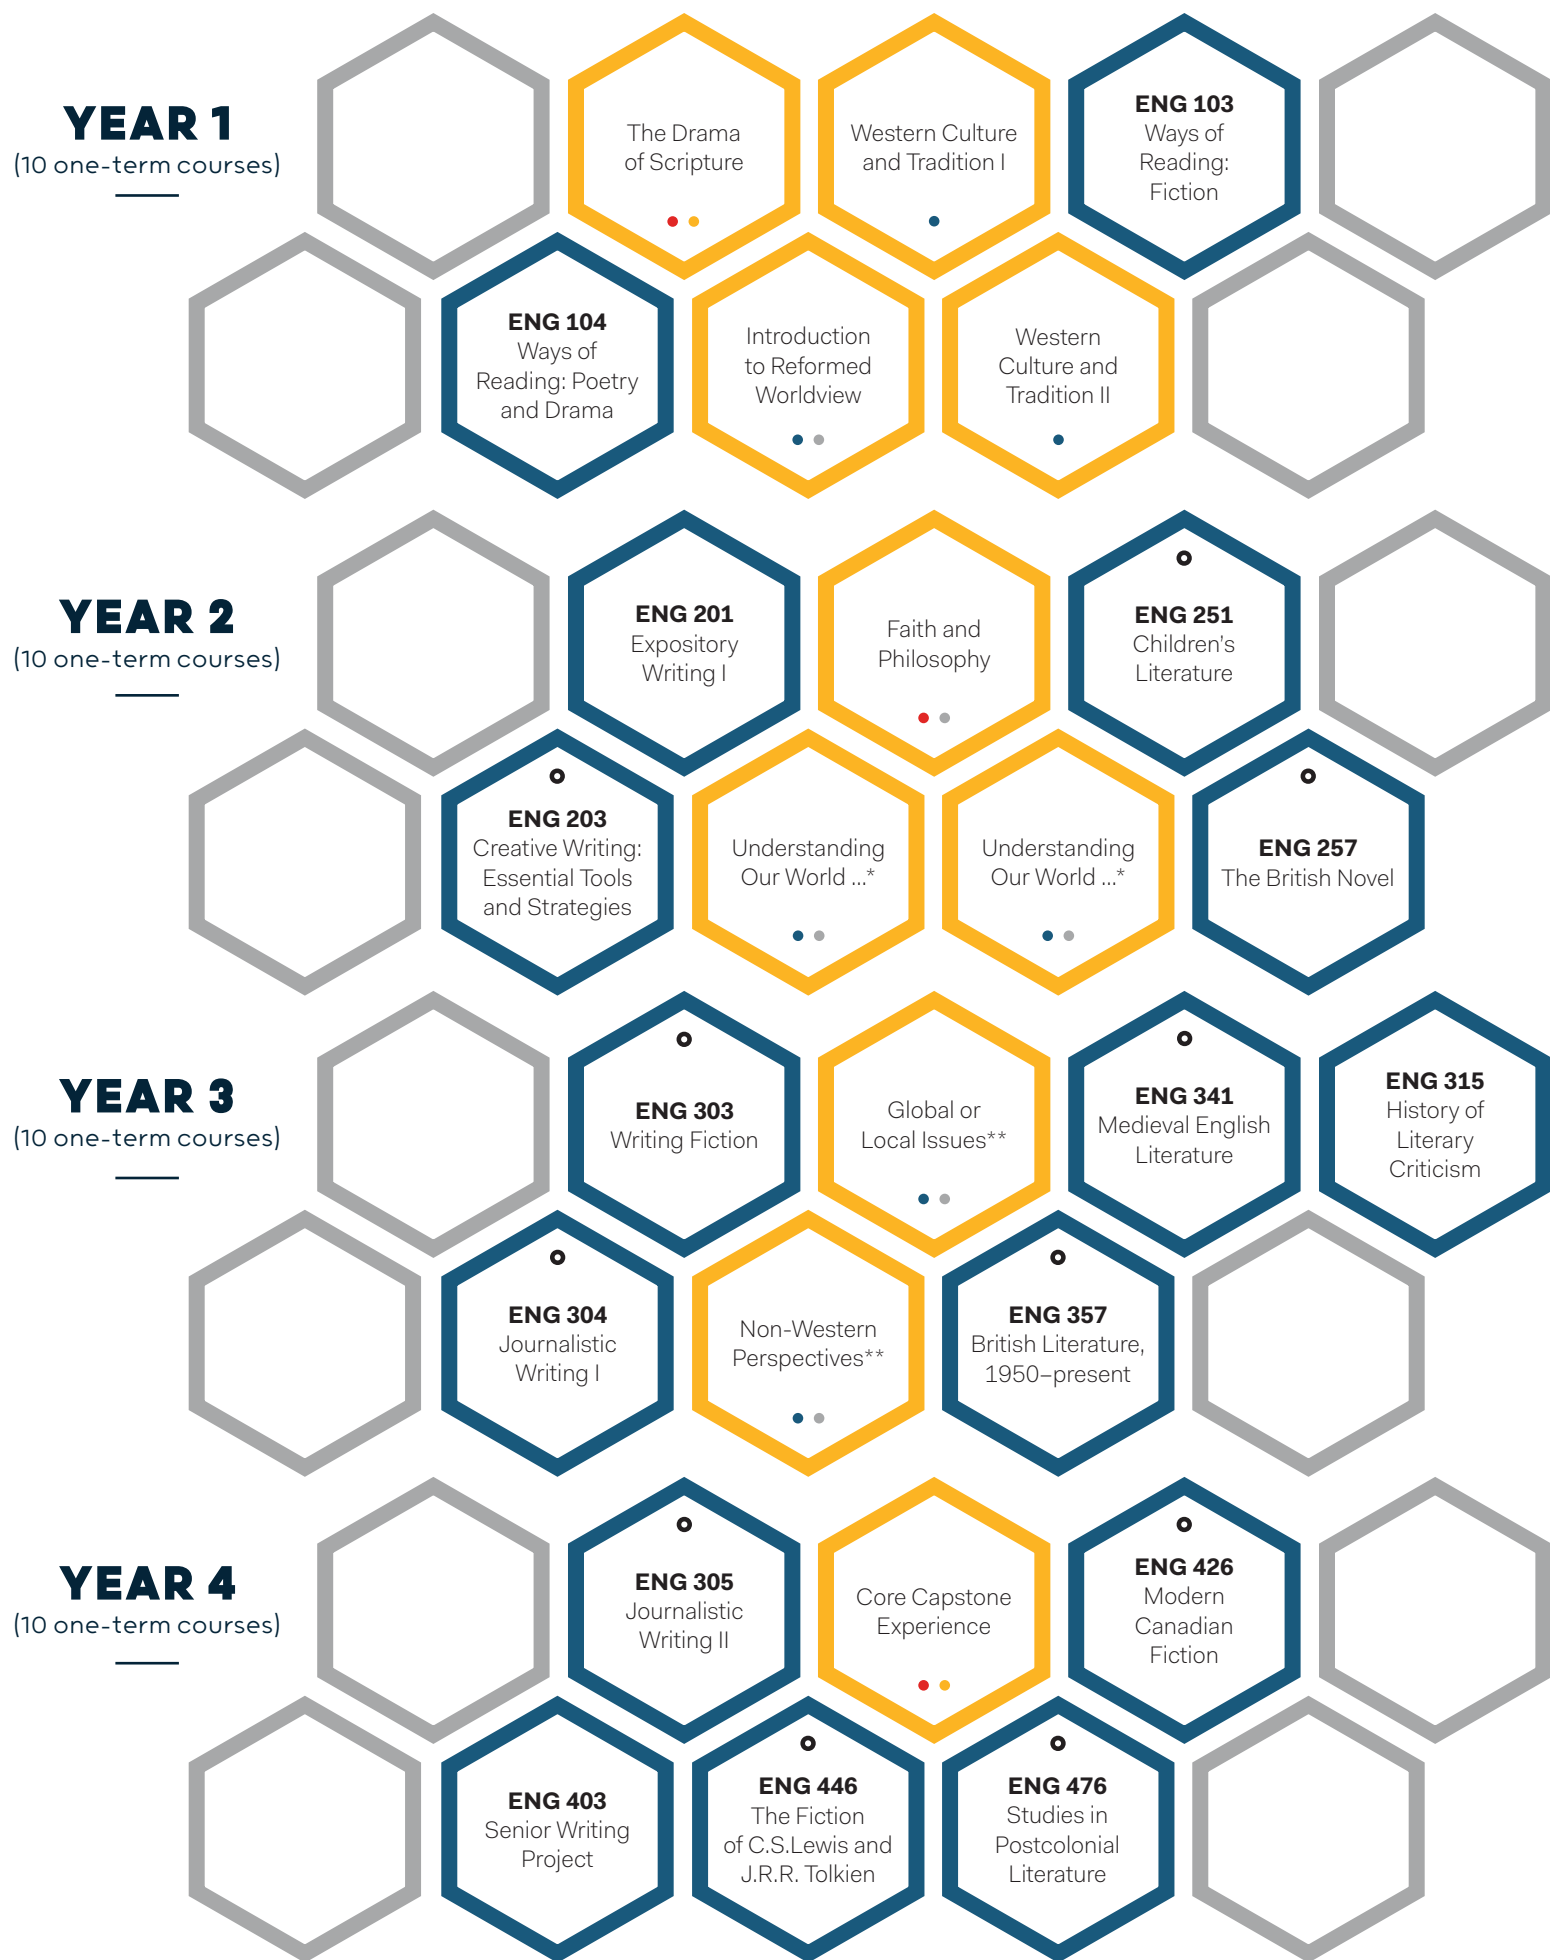 YEAR 1
(10 one-term courses)
The Drama
of Scripture
Western Culture
and Tradition I
ENG 103
Ways of
Reading:
Fiction
ENG 104
Ways of
Reading: Poetry
and Drama
Introduction
to Reformed
Worldview
Western
Culture and
Tradition II
YEAR 2
(10 one-term courses)
ENG 201
Expository
Writing I
Faith and
Philosophy
ENG 251
Children’s
Literature
ENG 203
Creative Writing:
Essential Tools
and Strategies
Understanding
Our World ...*
Understanding
Our World ...*
ENG 257
The British Novel
YEAR 3
(10 one-term courses)
ENG 303
Writing Fiction
Global or
Local Issues**
ENG 341
Medieval English
Literature
ENG 315
History of
Literary
Criticism
ENG 304
Journalistic
Writing I
Non-Western
Perspectives**
ENG 357
British Literature,
1950–present
YEAR 4
(10 one-term courses)
ENG 305
Journalistic
Writing II
Core Capstone
Experience
ENG 426
Modern
Canadian
Fiction
ENG 403
Senior Writing
Project
ENG 446
The Fiction
of C.S.Lewis and
J.R.R. Tolkien
ENG 476
Studies in
Postcolonial
Literature